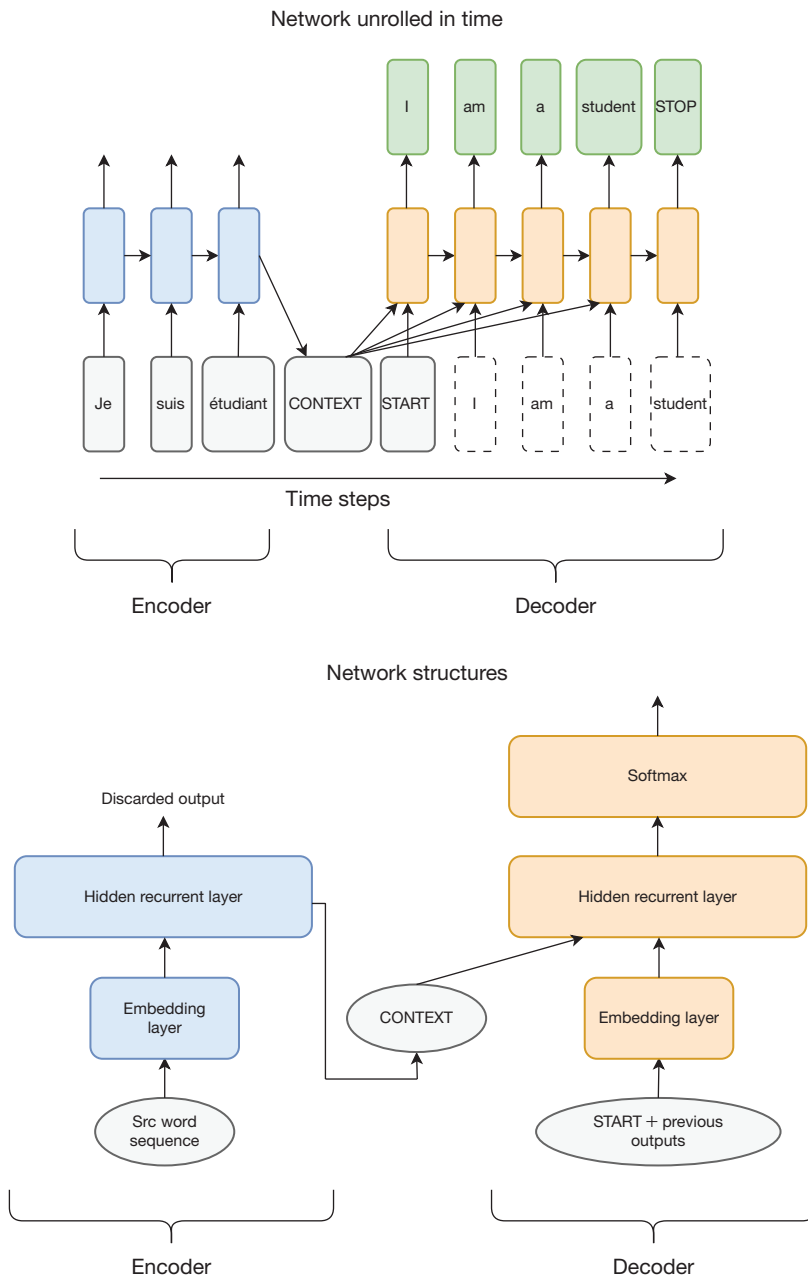 Network unrolled in time
I am a student STOP
Je suis étudiant CONTEXT START I am a student
Time steps
Encoder Decoder
Network structures
Softmax
Discarded output
Hidden recurrent layer Hidden recurrent layer
Embedding
layer
CONTEXT
Embedding layer
Src word
sequence
START + previous
outputs
Encoder Decoder